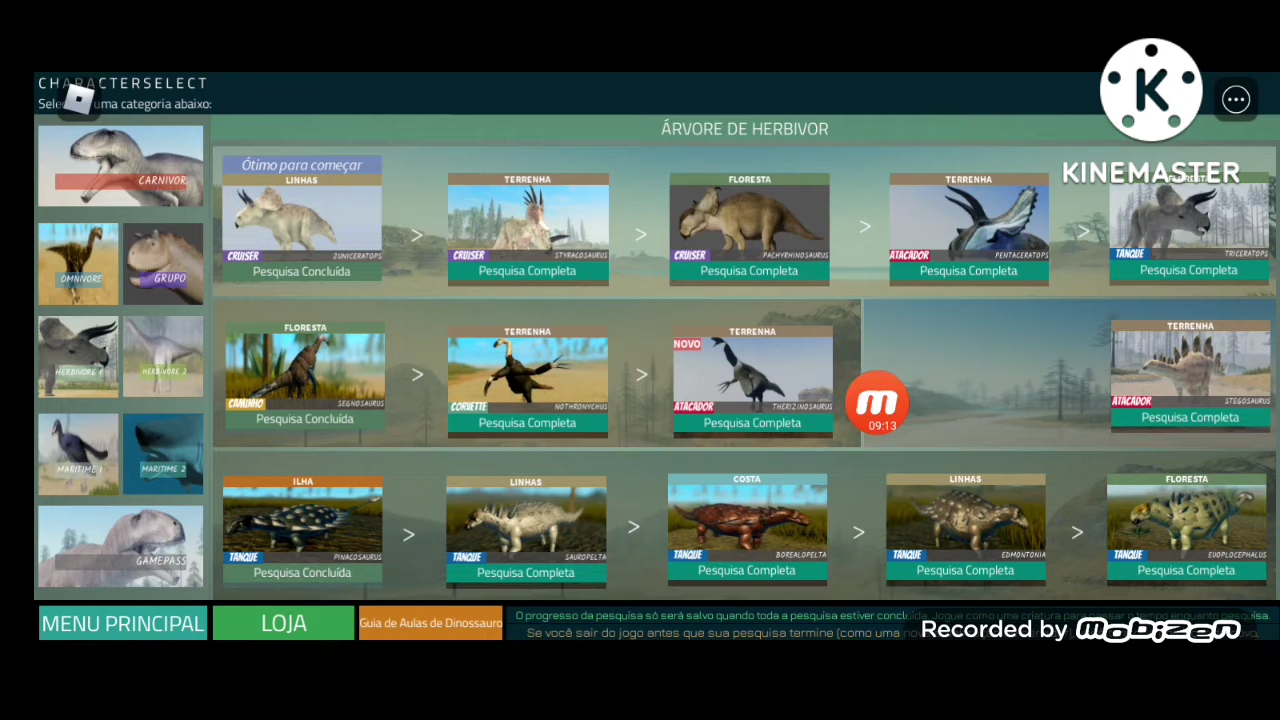 CHARACTERSELECT
uma categoria abaixo:
K
KINEMASTER
ÁRVORE DE HERBIVOR
CARNIVOR
OMNIVORE
GRUPO
HERBIVORE 1
HERBIVORE 2
MARITIME 1
MARITIME 2
GAMEPASS
Ótimo para começar
LINHAS
CRUISER
ZUNICERATOPS
Pesquisa Concluída
>
TERRENHA
CRUISER
STYRACOSAURUS
Pesquisa Completa
>
FLORESTA
CRUISER
PACHYRHINOSAURUS
Pesquisa Completa
>
TERRENHA
ATACADOR
PENTACERATOPS
Pesquisa Completa
>
FLORESTA
TANQUE
TRICERATOPS
Pesquisa Completa
FLORESTA
CAMINHO
SEGNOSAURUS
Pesquisa Concluída
>
TERRENHA
CORVETTE
NOTHRONYCHUS
Pesquisa Completa
>
TERRENHA
NOVO
ATACADOR
THERIZINOSAURUS
Pesquisa Completa
m
09:13
TERRENHA
ATACADOR
STEGOSAURUS
Pesquisa Completa
ILHA
TANQUE
PINACOSAURUS
Pesquisa Concluída
>
LINHAS
TANQUE
SAUROPELTA
Pesquisa Completa
>
COSTA
TANQUE
BOREALOPELTA
Pesquisa Completa
>
LINHAS
TANQUE
EDMONTONIA
Pesquisa Completa
>
FLORESTA
TANQUE
EUOPLOCEPHALUS
Pesquisa Completa
MENU PRINCIPAL
LOJA
Guia de Aulas de Dinossauro
O progresso da pesquisa só será salvo quando toda a pesquisa estiver concluída. Jogue como uma criatura para passar o tempo enquanto pesquisa.
Se você sair do jogo antes que sua pesquisa termine (como uma
Recorded by mobizen